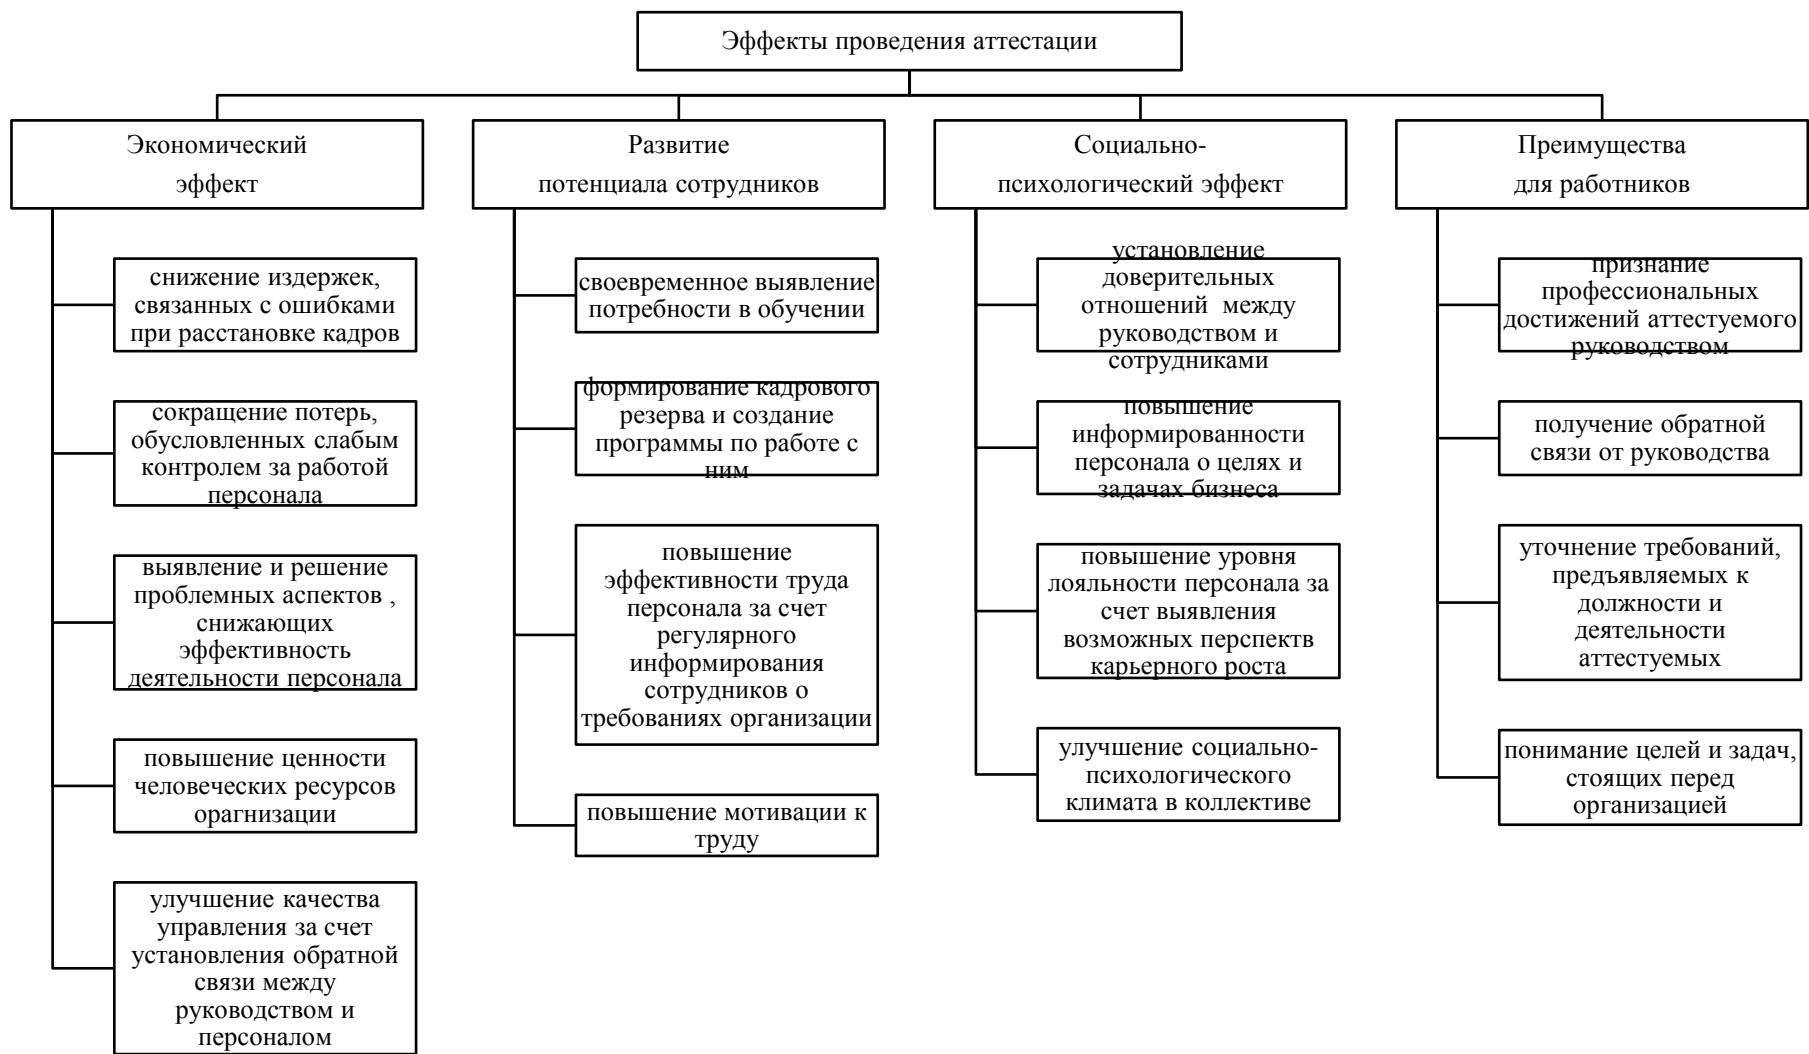 Эффекты проведения аттестации
Экономический
эффект
снижение издержек,
связанных с ошибками
при расстановке кадров
сокращение потерь,
обусловленных слабым
контролем за работой
персонала
выявление и решение
проблемных аспектов ,
снижающих
эффективность
деятельности персонала
повышение ценности
человеческих ресурсов
орагнизации
улучшение качества
управления за счет
установления обратной
связи между
руководством и
персоналом
Развитие
потенциала сотрудников
своевременное выявление
потребности в обучении
формирование кадрового
резерва и создание
программы по работе с
ним
повышение
эффективности труда
персонала за счет
регулярного
информирования
сотрудников о
требованиях организации
повышение мотивации к
труду
Социально-
психологический эффект
установление
доверительных
отношений  между
руководством и
сотрудниками
повышение
информированности
персонала о целях и
задачах бизнеса
повышение уровня
лояльности персонала за
счет выявления
возможных перспектв
карьерного роста
улучшение социально-
психологического
климата в коллективе
Преимущества
для работников
признание
профессиональных
достижений аттестуемого
руководством
получение обратной
связи от руководства
уточнение требований,
предъявляемых к
должности и
деятельности
аттестуемых
понимание целей и задач,
стоящих перед
организацией